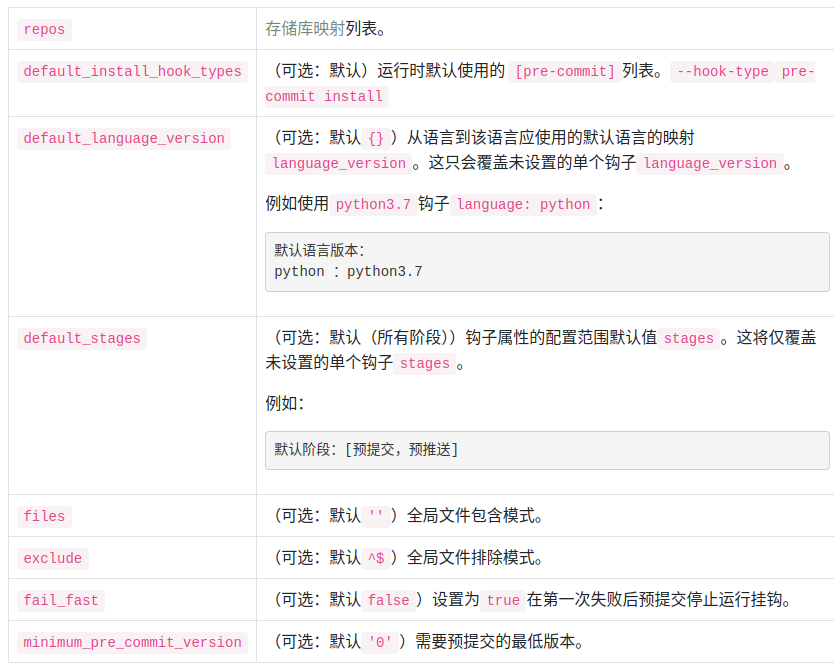 repos
存储库映射列表。
default_install_hook_types
（可选：默认）运行时默认使用的 [pre-commit] 列表。 --hook-type pre-
commit install
default_language_version
（可选：默认 {} ）从语言到该语言应使用的默认语言的映射
language_version 。这只会覆盖未设置的单个钩子 language_version 。
例如使用 python3.7 钩子 language: python ：
默认语言版本：
python ：python3.7
default_stages
（可选：默认（所有阶段））钩子属性的配置范围默认值 stages 。这将仅覆盖
未设置的单个钩子 stages 。
例如：
默认阶段：[预提交，预推送]
files
（可选：默认 '' ）全局文件包含模式。
exclude
（可选：默认 ^$ ）全局文件排除模式。
fail_fast
（可选：默认 false ）设置为 true 在第一次失败后预提交停止运行挂钩。
minimum_pre_commit_version
（可选：默认 '0' ）需要预提交的最低版本。